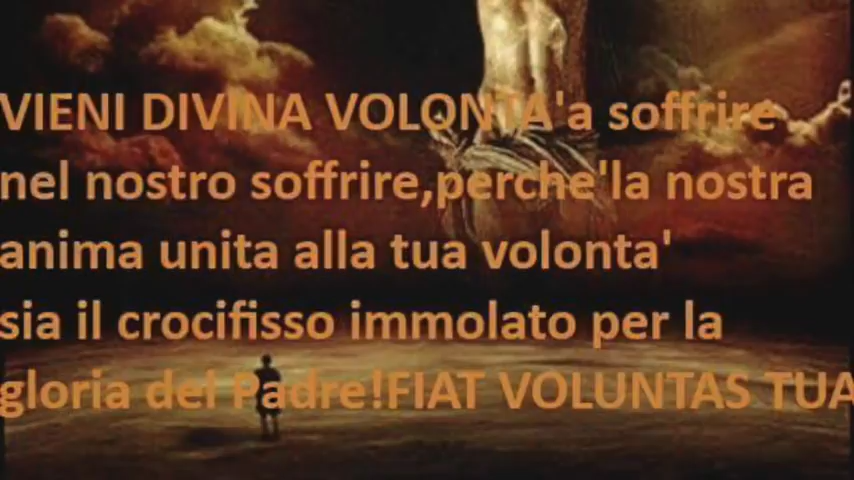 VIENI DIVINA VOLONTA'a soffrire
nel nostro soffrire,perche'la nostra
anima unita alla tua volonta'
sia il crocifisso immolato per la
gloria del Padre!FIAT VOLUNTAS TUA